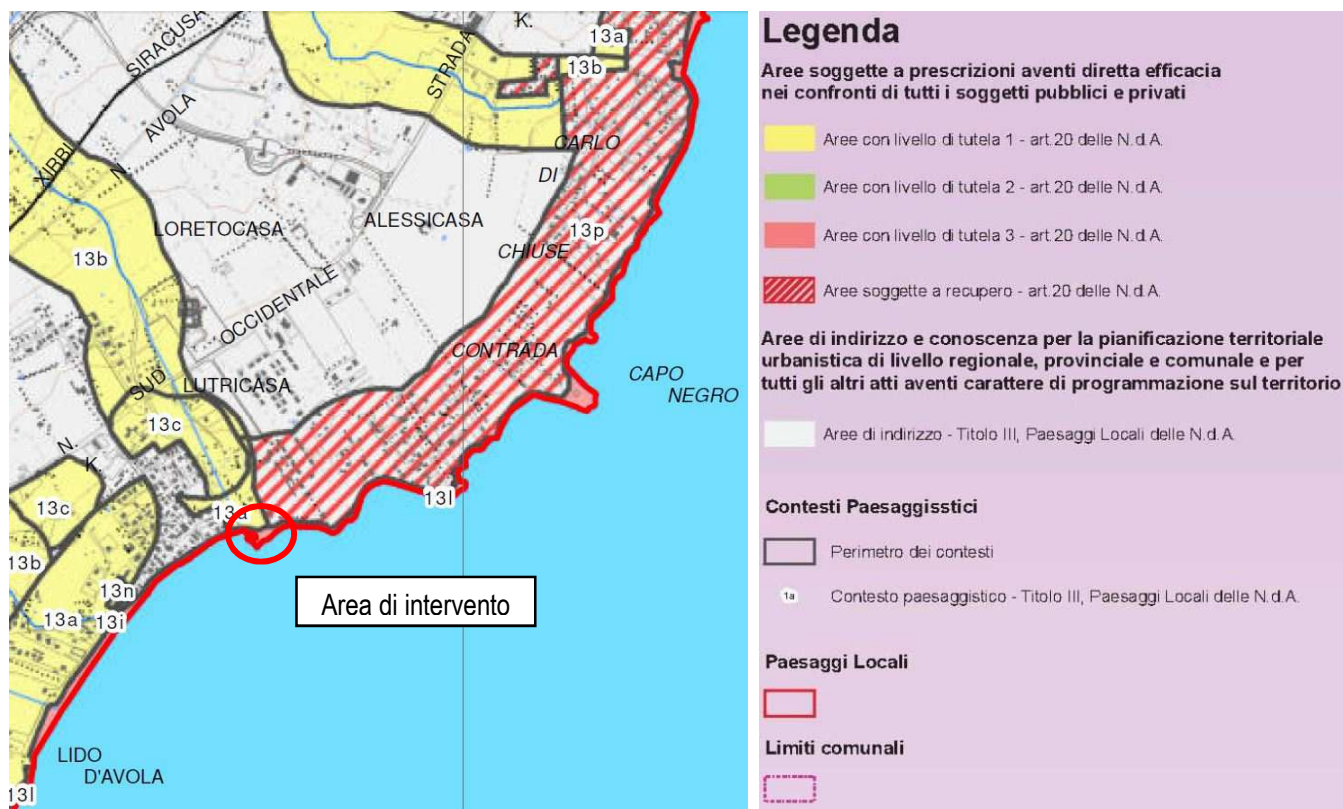 K.
13a
13b
STRADA
SIRACUSA
AVOLA
N.
XIRBI
CARLO
DI
LORETOCASA
ALESSICASA
13b
13p
CHIUSE
OCCIDENTALE
CONTRADA
SUD
LUTRICASA
CAPO
NEGRO
13c
N.
K.
13l
13c
13a
13b
13n
Area di intervento
13a
13i
LIDO
D'AVOLA
13l
Legenda
Aree soggette a prescrizioni aventi diretta efficacia
nei confronti di tutti i soggetti pubblici e privati
Aree con livello di tutela 1 - art.20 delle N.d.A.
Aree con livello di tutela 2 - art.20 delle N.d.A.
Aree con livello di tutela 3 - art.20 delle N.d.A.
Aree soggette a recupero - art.20 delle N.d.A.
Aree di indirizzo e conoscenza per la pianificazione territoriale
urbanistica di livello regionale, provinciale e comunale e per
tutti gli altri atti aventi carattere di programmazione sul territorio
Aree di indirizzo - Titolo III, Paesaggi Locali delle N.d.A.
Contesti Paesaggisstici
Perimetro dei contesti
1a Contesto paesaggistico - Titolo III, Paesaggi Locali delle N.d.A.
Paesaggi Locali
Limiti comunali